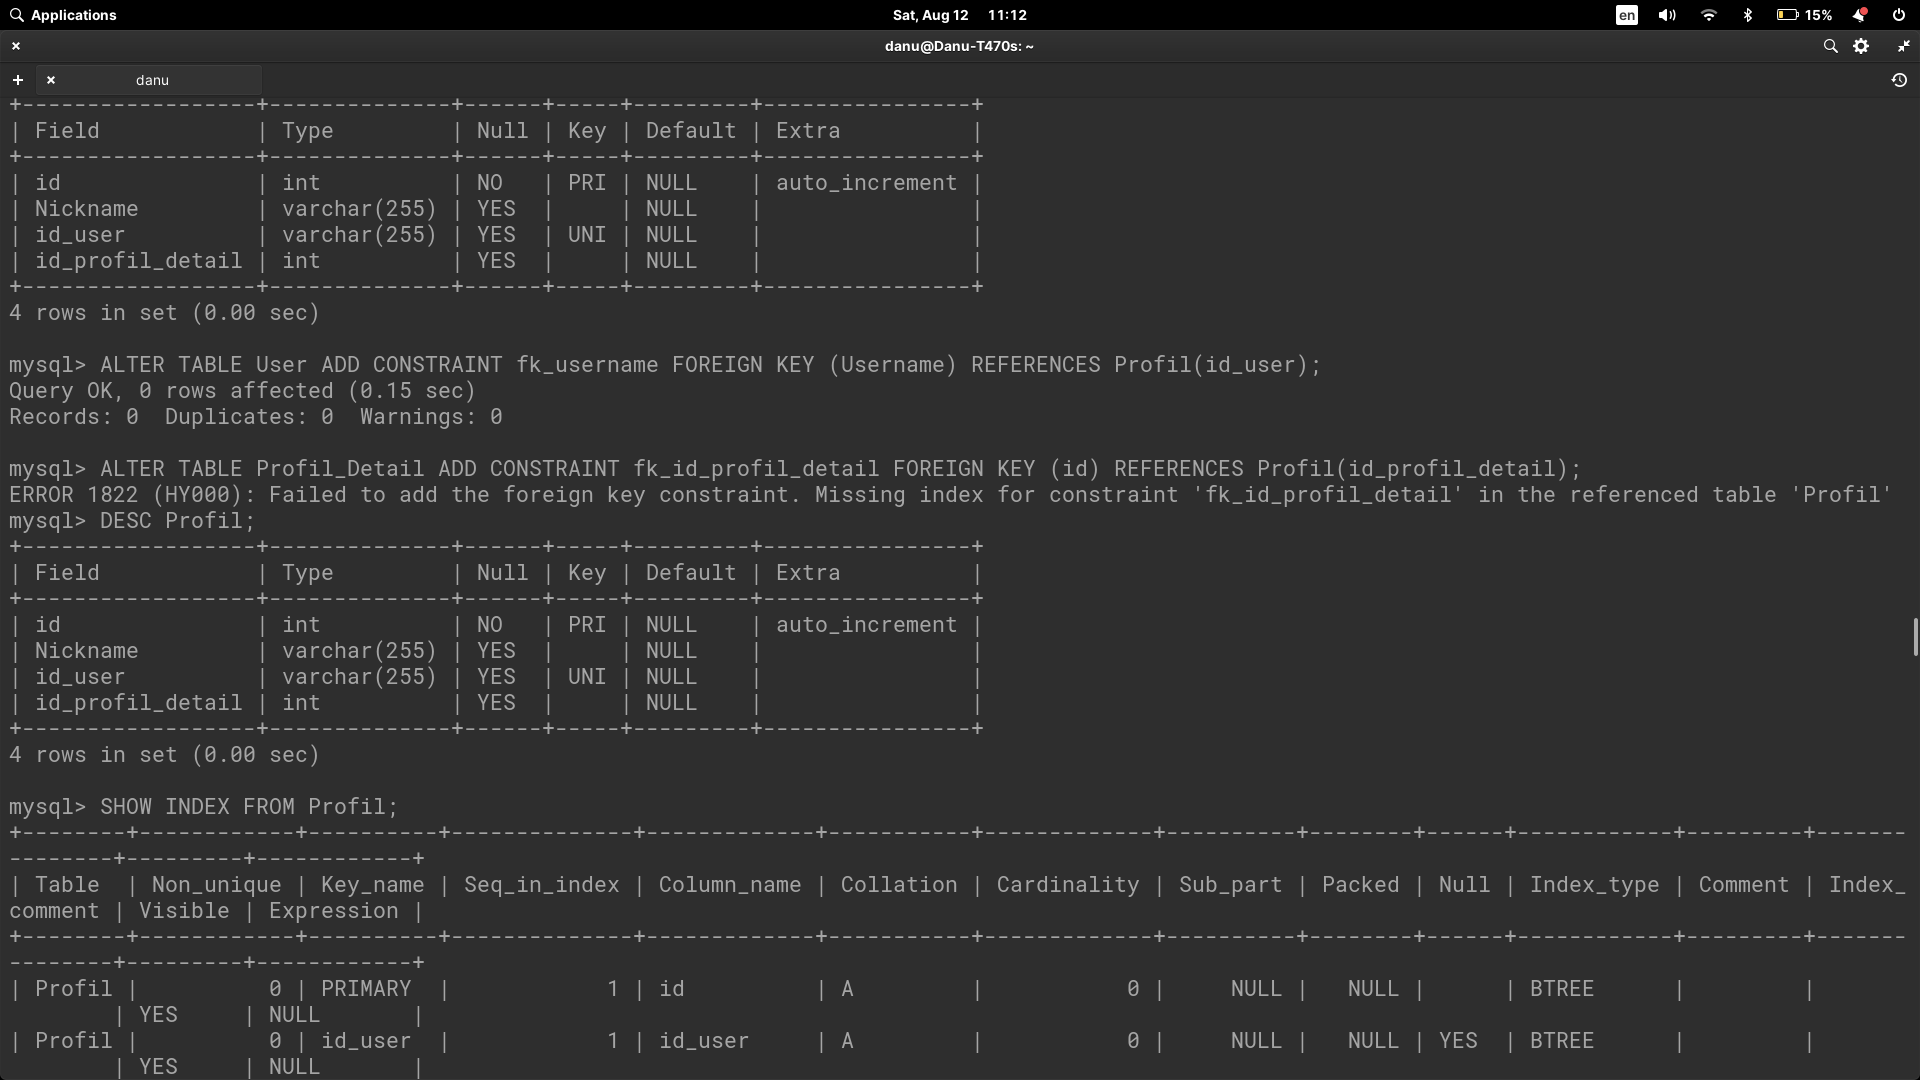 Applications
Sat, Aug 12 11:12
en
15%
danu@Danu-T470s: ~
danu
+------------------+--------------+------+-----+---------+----------------+
| Field            | Type         | Null | Key | Default | Extra          |
+------------------+--------------+------+-----+---------+----------------+
| id               | int          | NO   | PRI | NULL    | auto_increment |
| Nickname         | varchar(255) | YES  |     | NULL    |                |
| id_user          | varchar(255) | YES  | UNI | NULL    |                |
| id_profil_detail | int          | YES  |     | NULL    |                |
+------------------+--------------+------+-----+---------+----------------+
4 rows in set (0.00 sec)
mysql> ALTER TABLE User ADD CONSTRAINT fk_username FOREIGN KEY (Username) REFERENCES Profil(id_user);
Query OK, 0 rows affected (0.15 sec)
Records: 0  Duplicates: 0  Warnings: 0
mysql> ALTER TABLE Profil_Detail ADD CONSTRAINT fk_id_profil_detail FOREIGN KEY (id) REFERENCES Profil(id_profil_detail);
ERROR 1822 (HY000): Failed to add the foreign key constraint. Missing index for constraint 'fk_id_profil_detail' in the referenced table 'Profil'
mysql> DESC Profil;
+------------------+--------------+------+-----+---------+----------------+
| Field            | Type         | Null | Key | Default | Extra          |
+------------------+--------------+------+-----+---------+----------------+
| id               | int          | NO   | PRI | NULL    | auto_increment |
| Nickname         | varchar(255) | YES  |     | NULL    |                |
| id_user          | varchar(255) | YES  | UNI | NULL    |                |
| id_profil_detail | int          | YES  |     | NULL    |                |
+------------------+--------------+------+-----+---------+----------------+
4 rows in set (0.00 sec)
mysql> SHOW INDEX FROM Profil;
+--------+------------+----------+--------------+-------------+-----------+-------------+----------+--------+------+------------+---------+-------
--------+---------+------------+
| Table  | Non_unique | Key_name | Seq_in_index | Column_name | Collation | Cardinality | Sub_part | Packed | Null | Index_type | Comment | Index_
comment | Visible | Expression |
+--------+------------+----------+--------------+-------------+-----------+-------------+----------+--------+------+------------+---------+-------
--------+---------+------------+
| Profil |          0 | PRIMARY  |            1 | id          | A         |           0 |     NULL |   NULL |      | BTREE      |         |
        | YES     | NULL       |
| Profil |          0 | id_user  |            1 | id_user     | A         |           0 |     NULL |   NULL | YES  | BTREE      |         |
        | YES     | NULL       |